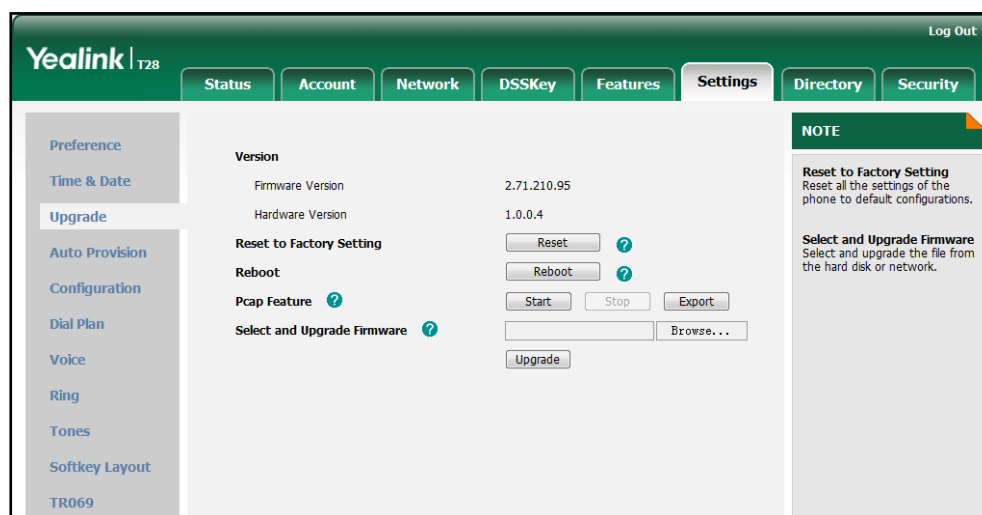 Log Out
Yealink | T28
Status Account Network DSSKey Features Settings Directory Security
Preference
Time & Date
Upgrade
Auto Provision
Configuration
Dial Plan
Voice
Ring
Tones
Softkey Layout
TR069
Version
Firmware Version 2.71.210.95
Hardware Version 1.0.0.4
Reset to Factory Setting Reset ?
Reboot Reboot ?
Pcap Feature ? Start Stop Export
Select and Upgrade Firmware ? Browse...
Upgrade
NOTE
Reset to Factory Setting
Reset all the settings of the
phone to default configurations.
Select and Upgrade Firmware
Select and upgrade the file from
the hard disk or network.